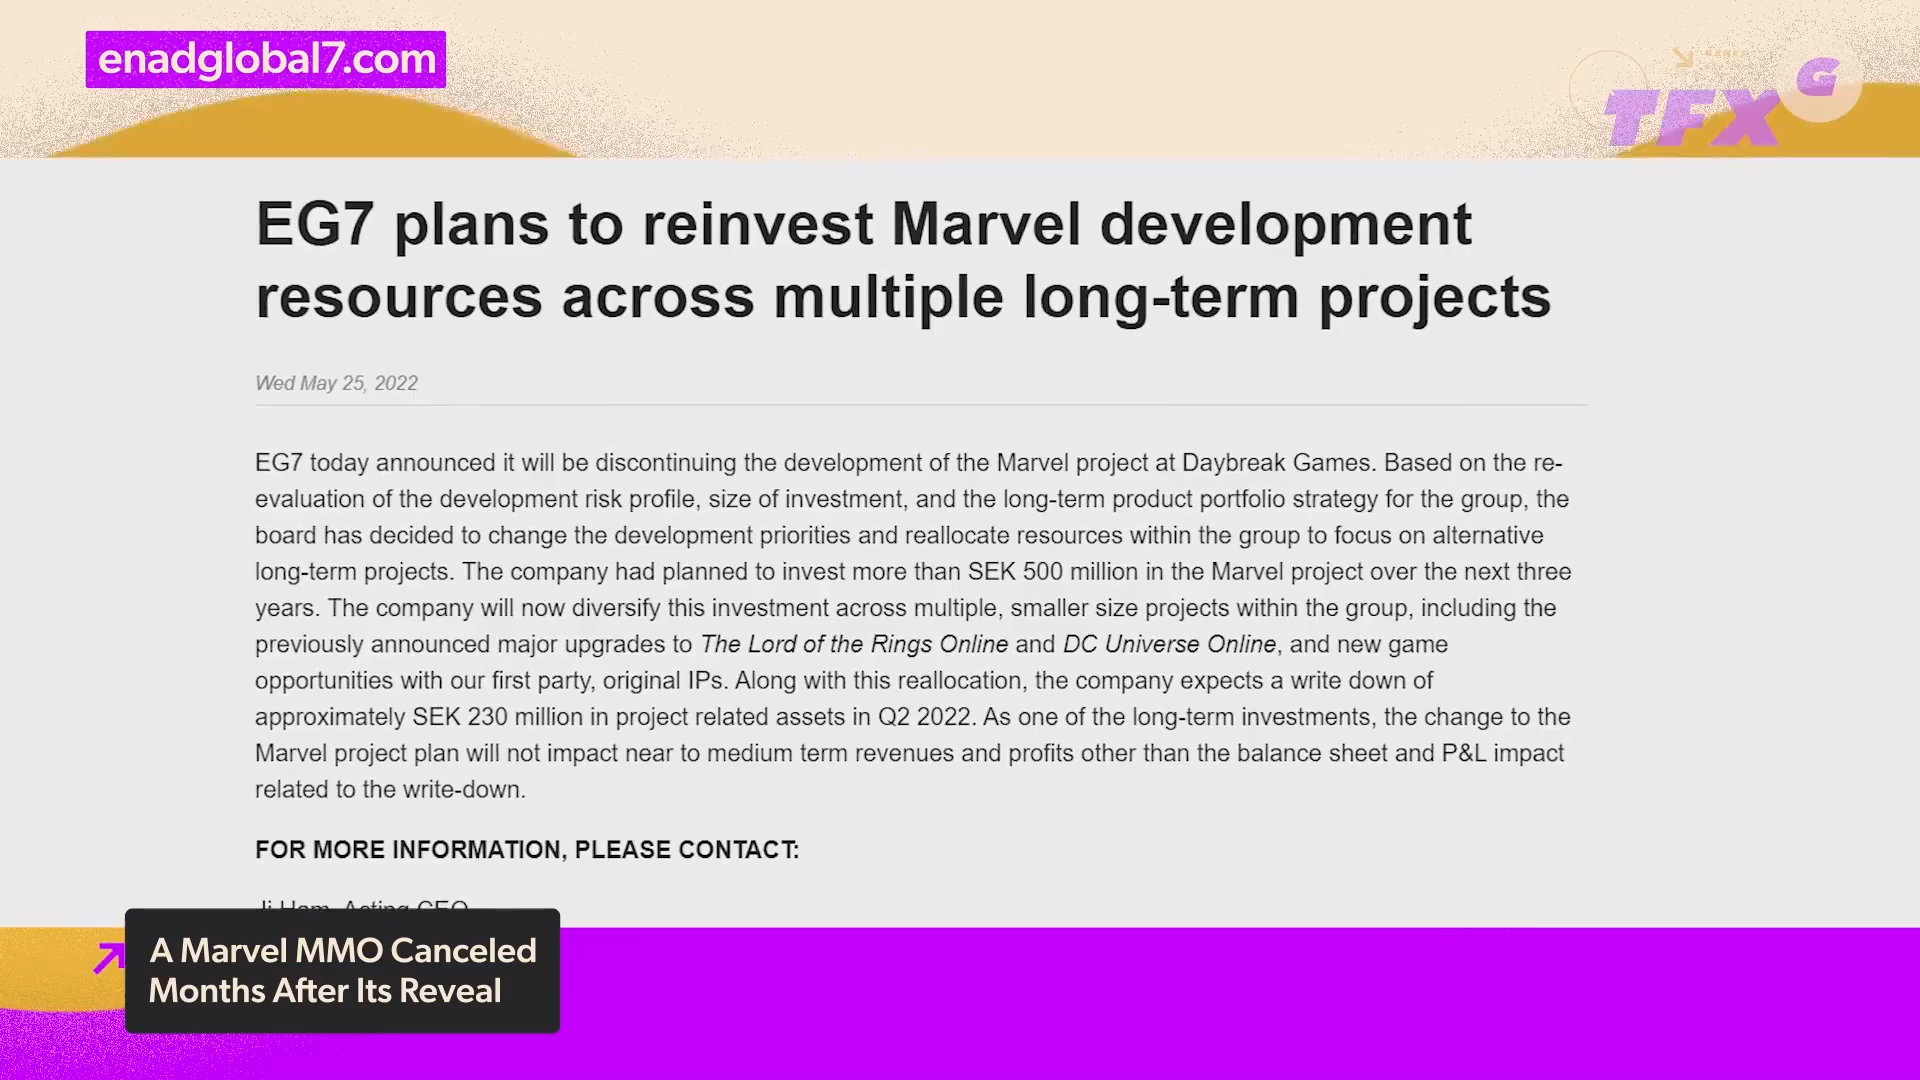 enadglobal7.com
GAMES
TFX
G
EG7 plans to reinvest Marvel development
resources across multiple long-term projects
Wed May 25, 2022
EG7 today announced it will be discontinuing the development of the Marvel project at Daybreak Games. Based on the re-
evaluation of the development risk profile, size of investment, and the long-term product portfolio strategy for the group, the
board has decided to change the development priorities and reallocate resources within the group to focus on alternative
long-term projects. The company had planned to invest more than SEK 500 million in the Marvel project over the next three
years. The company will now diversify this investment across multiple, smaller size projects within the group, including the
previously announced major upgrades to The Lord of the Rings Online and DC Universe Online, and new game
opportunities with our first party, original IPs. Along with this reallocation, the company expects a write down of
approximately SEK 230 million in project related assets in Q2 2022. As one of the long-term investments, the change to the
Marvel project plan will not impact near to medium term revenues and profits other than the balance sheet and P&L impact
related to the write-down.
FOR MORE INFORMATION, PLEASE CONTACT:
Ji Ham, Acting CEO
A Marvel MMO Canceled
Months After Its Reveal